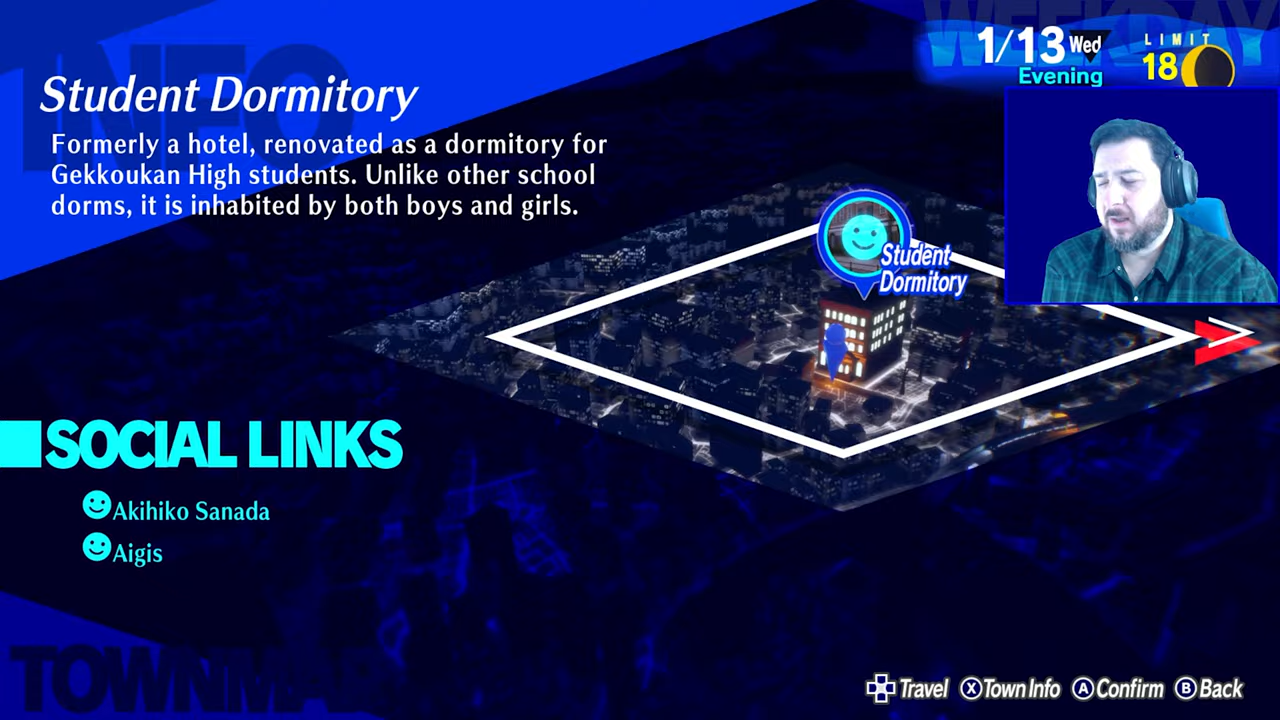 WEEKDAY
1/13 Wed
Evening
LIMIT
18
INFO
Student Dormitory
Formerly a hotel, renovated as a dormitory for
Gekkoukan High students. Unlike other school
dorms, it is inhabited by both boys and girls.
Student
Dormitory
SOCIAL LINKS
Akihiko Sanada
Aigis
Travel X Town Info A Confirm B Back